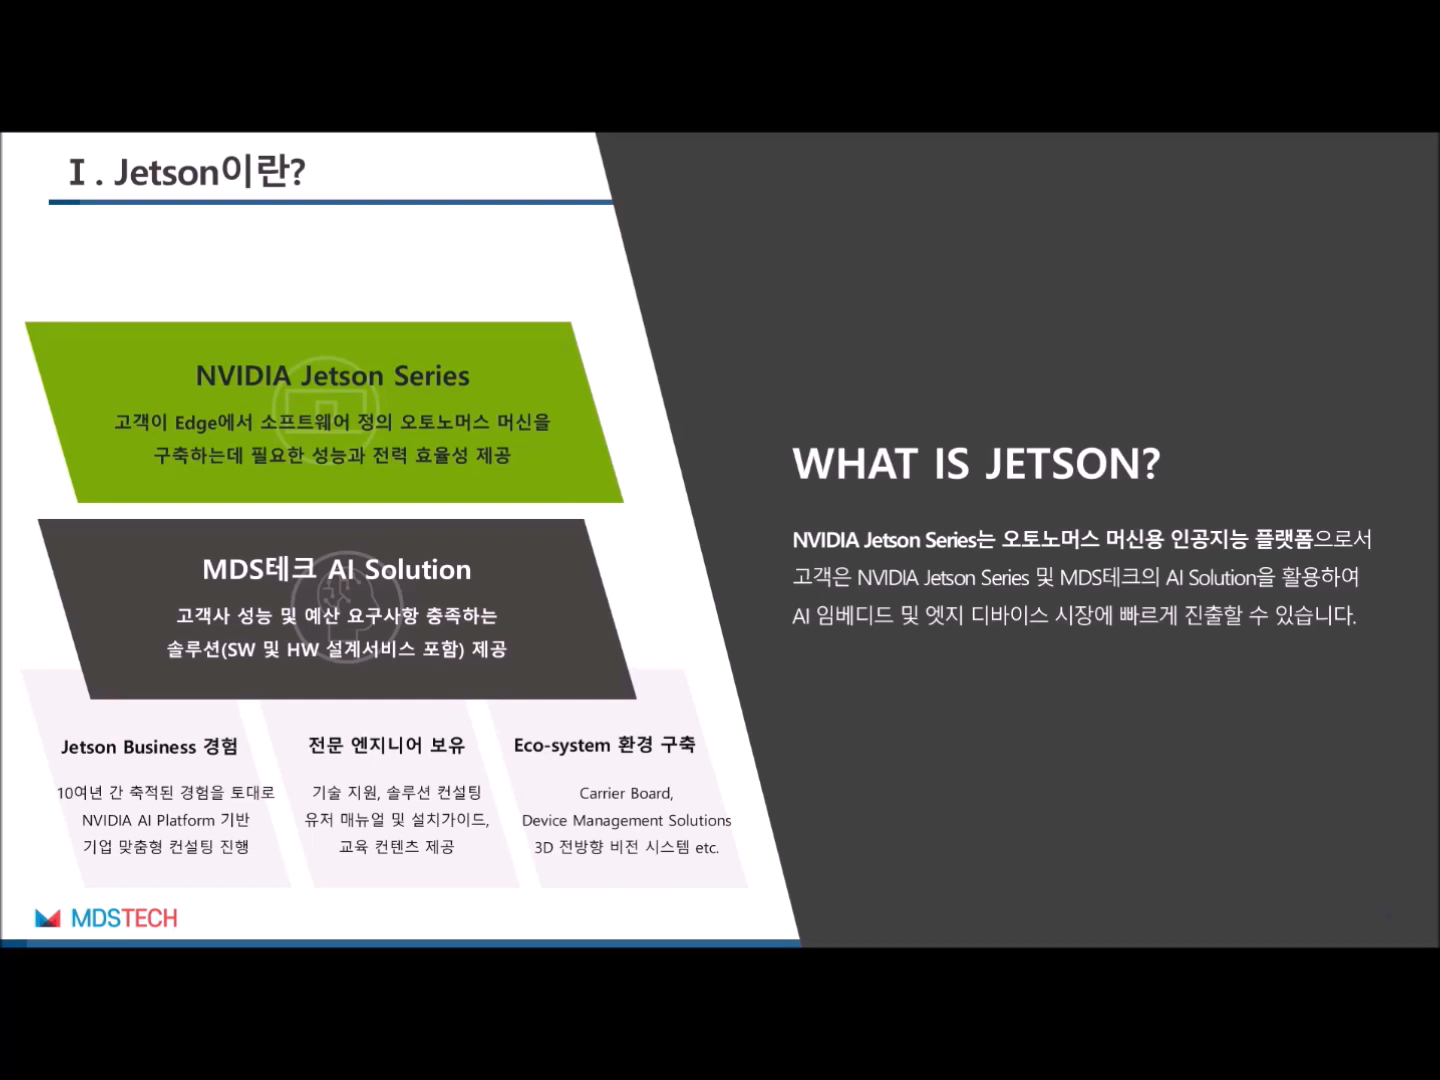 Ⅰ. Jetson이란?
NVIDIA Jetson Series
고객이 Edge에서 소프트웨어 정의 오토노머스 머신을
구축하는데 필요한 성능과 전력 효율성 제공
MDS테크 AI Solution
고객사 성능 및 예산 요구사항 충족하는
솔루션(SW 및 HW 설계서비스 포함) 제공
Jetson Business 경험
10여년 간 축적된 경험을 토대로
NVIDIA AI Platform 기반
기업 맞춤형 컨설팅 진행
전문 엔지니어 보유
기술 지원, 솔루션 컨설팅
유저 매뉴얼 및 설치가이드,
교육 컨텐츠 제공
Eco-system 환경 구축
Carrier Board,
Device Management Solutions
3D 전방향 비전 시스템 etc.
MDSTECH
WHAT IS JETSON?
NVIDIA Jetson Series는 오토노머스 머신용 인공지능 플랫폼으로서
고객은 NVIDIA Jetson Series 및 MDS테크의 AI Solution을 활용하여
AI 임베디드 및 엣지 디바이스 시장에 빠르게 진출할 수 있습니다.